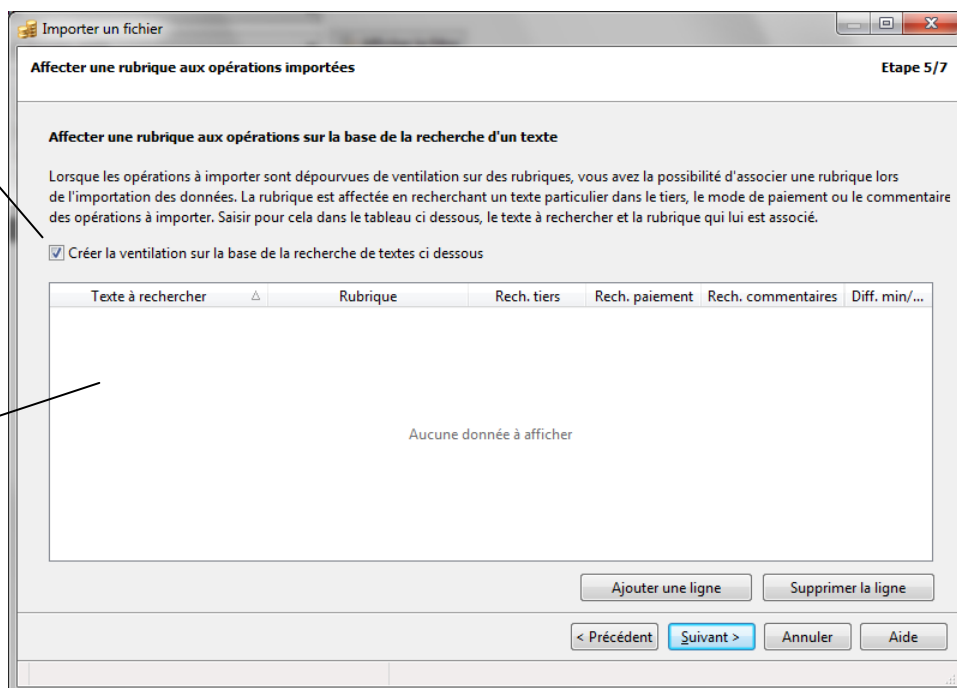 Importer un fichier
Affecter une rubrique aux opérations importées
Etape 5/7
Affecter une rubrique aux opérations sur la base de la recherche d'un texte
Lorsque les opérations à importer sont dépourvues de ventilation sur des rubriques, vous avez la possibilité d'associer une rubrique lors
de l'importation des données. La rubrique est affectée en recherchant un texte particulier dans le tiers, le mode de paiement ou le commentaire
des opérations à importer. Saisir pour cela dans le tableau ci dessous, le texte à rechercher et la rubrique qui lui est associé.
Créer la ventilation sur la base de la recherche de textes ci dessous
Texte à rechercher Rubrique Rech. tiers Rech. paiement Rech. commentaires Diff. min/...
Aucune donnée à afficher
Ajouter une ligne Supprimer la ligne
< Précédent Suivant > Annuler Aide